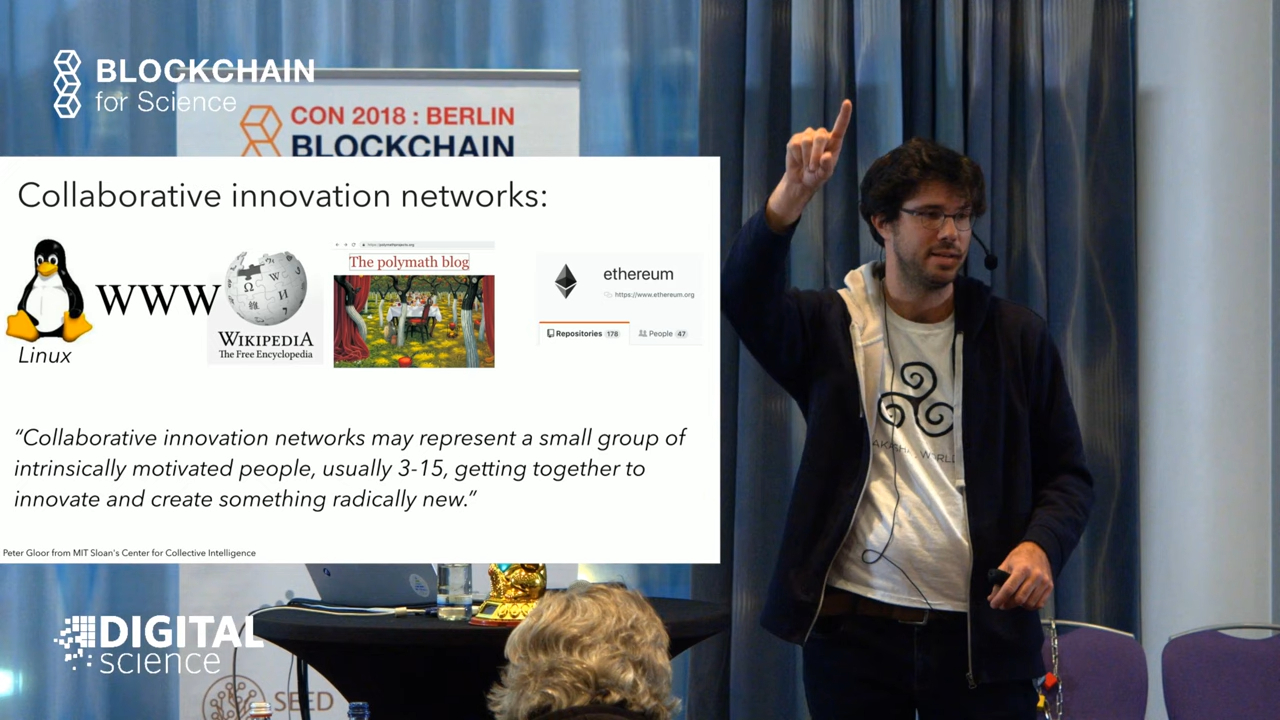 BLOCKCHAIN
for Science
CON 2018 : BERLIN
BLOCKCHAIN
Collaborative innovation networks:
Linux
WWW
WIKIPEDIA
The Free Encyclopedia
The polymath blog
ethereum
https://www.ethereum.org
Repositories 178
People 47
"Collaborative innovation networks may represent a small group of
intrinsically motivated people, usually 3-15, getting together to
innovate and create something radically new."
Peter Gloor from MIT Sloan's Center for Collective Intelligence
WORLD
DIGITAL
science
SEED